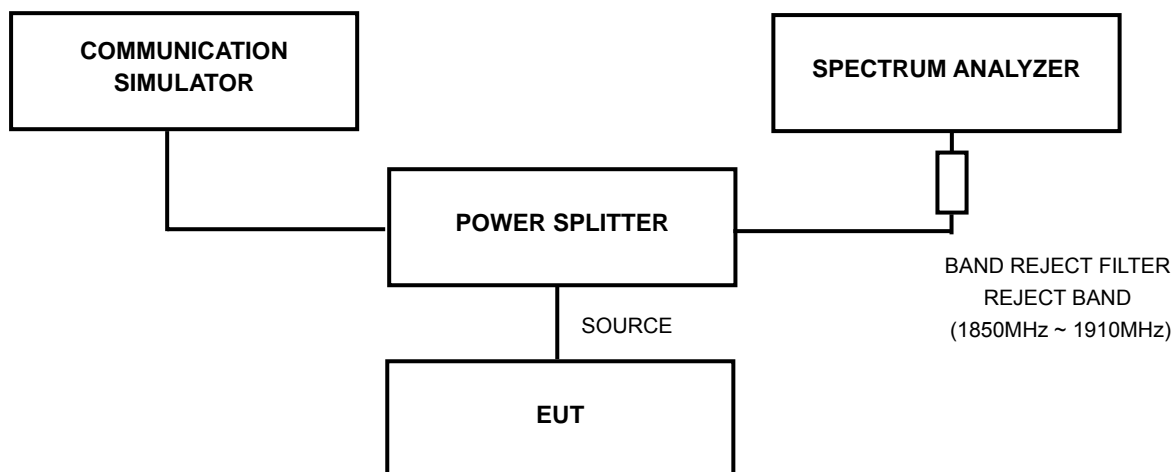 COMMUNICATION
SIMULATOR
SPECTRUM ANALYZER
POWER SPLITTER
BAND REJECT FILTER
REJECT BAND
(1850MHz ~ 1910MHz)
SOURCE
EUT